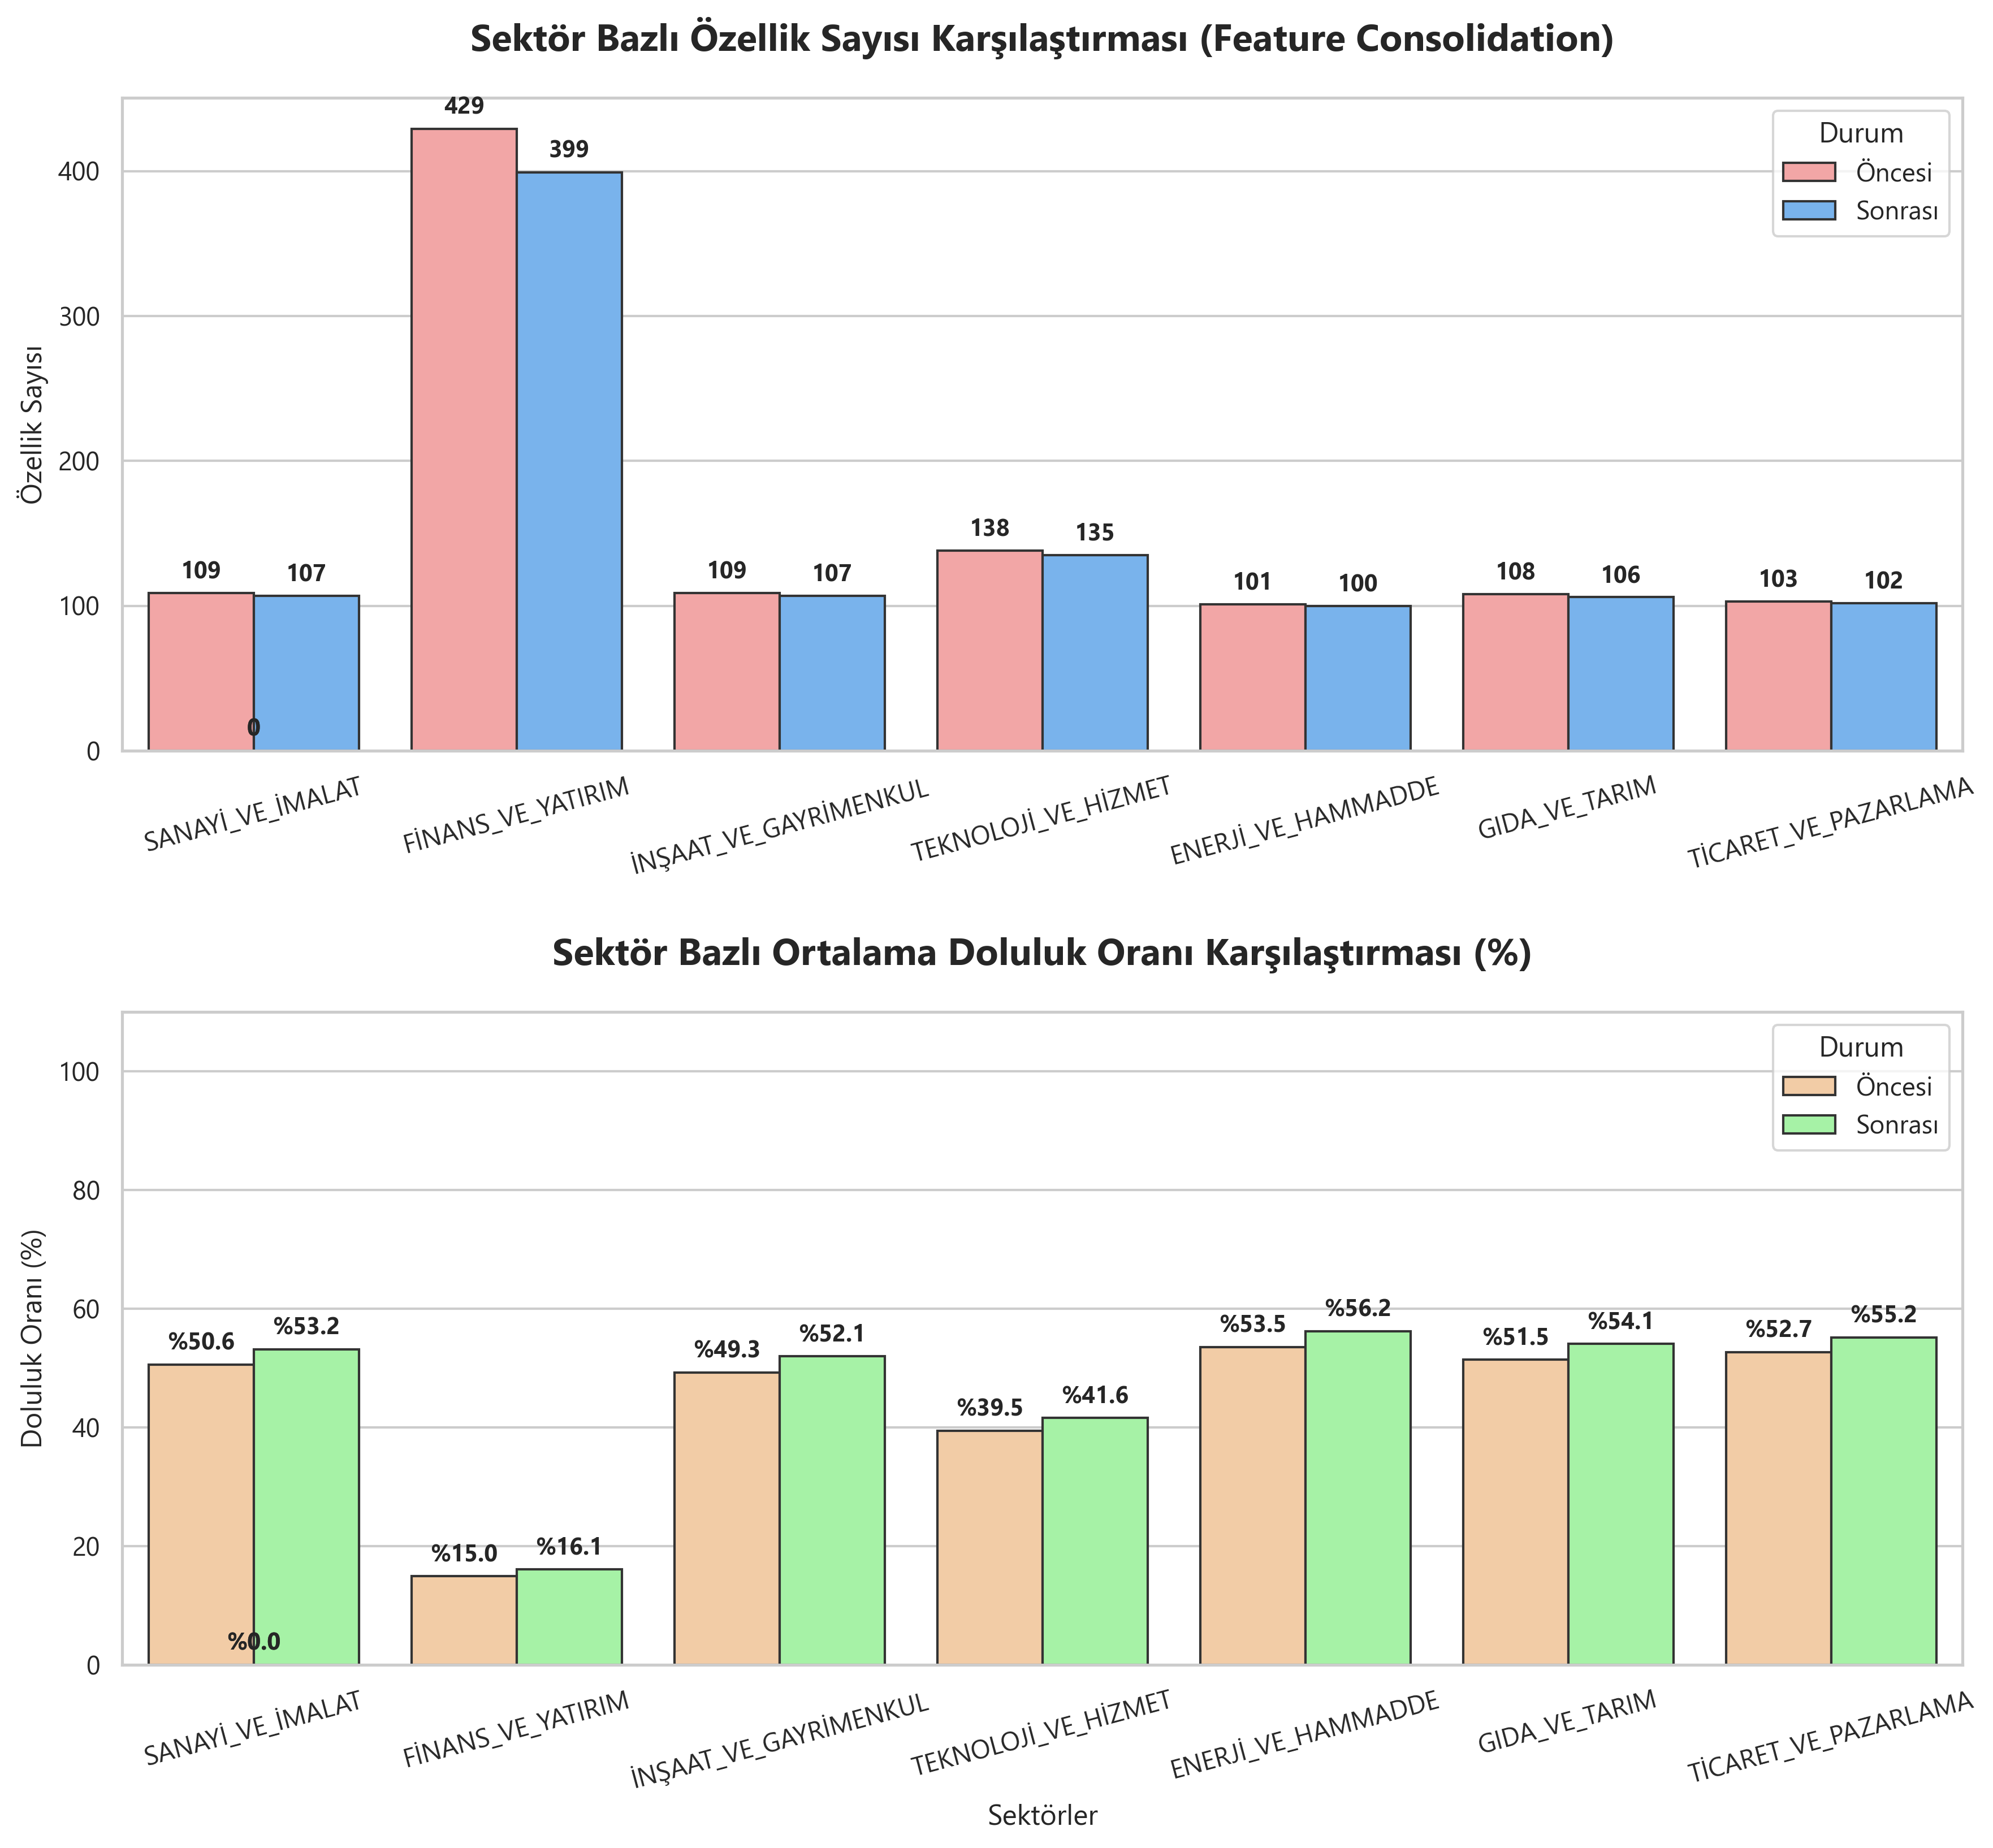 Sektör Bazlı Özellik Sayısı Karşılaştırması (Feature Consolidation)
Özellik Sayısı
400
300
200
100
0
Durum
Öncesi
Sonrası
429
399
109
107
109
107
138
135
101
100
108
106
103
102
0
SANAYİ_VE_İMALAT
FİNANS_VE_YATIRIM
İNŞAAT_VE_GAYRİMENKUL
TEKNOLOJİ_VE_HİZMET
ENERJİ_VE_HAMMADDE
GIDA_VE_TARIM
TİCARET_VE_PAZARLAMA
Sektör Bazlı Ortalama Doluluk Oranı Karşılaştırması (%)
Doluluk Oranı (%)
100
80
60
40
20
0
Durum
Öncesi
Sonrası
%50.6
%53.2
%15.0
%16.1
%49.3
%52.1
%39.5
%41.6
%53.5
%56.2
%51.5
%54.1
%52.7
%55.2
%0.0
SANAYİ_VE_İMALAT
FİNANS_VE_YATIRIM
İNŞAAT_VE_GAYRİMENKUL
TEKNOLOJİ_VE_HİZMET
ENERJİ_VE_HAMMADDE
GIDA_VE_TARIM
TİCARET_VE_PAZARLAMA
Sektörler